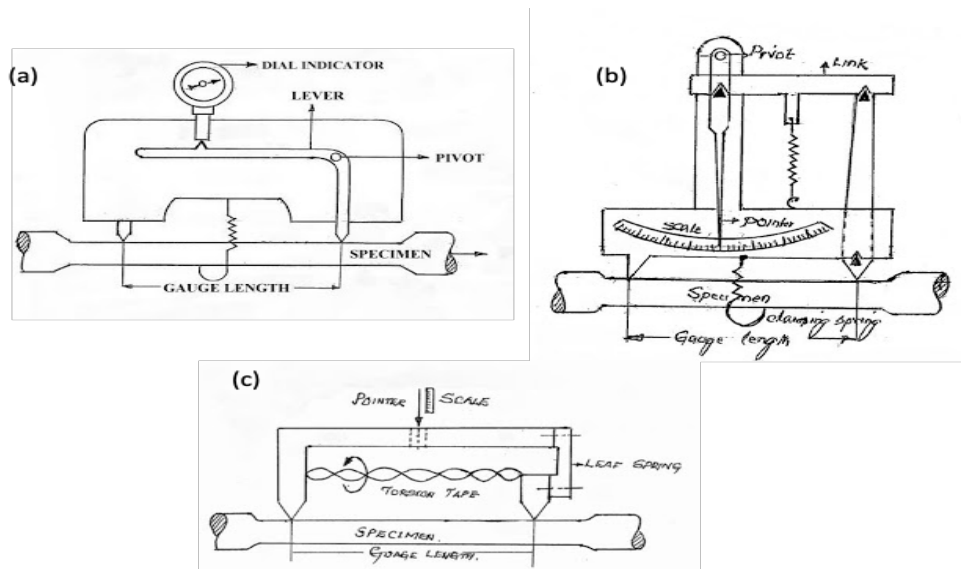 (a)
DIAL INDICATOR
LEVER
PIVOT
SPECIMEN
GAUGE LENGTH
(b)
Pivot
Link
scale
pointer
Specimen
clamping spring
Gauge length
(c)
POINTER
SCALE
LEAF SPRING
TORSION TAPE
SPECIMEN.
GUAGE LENGTH.